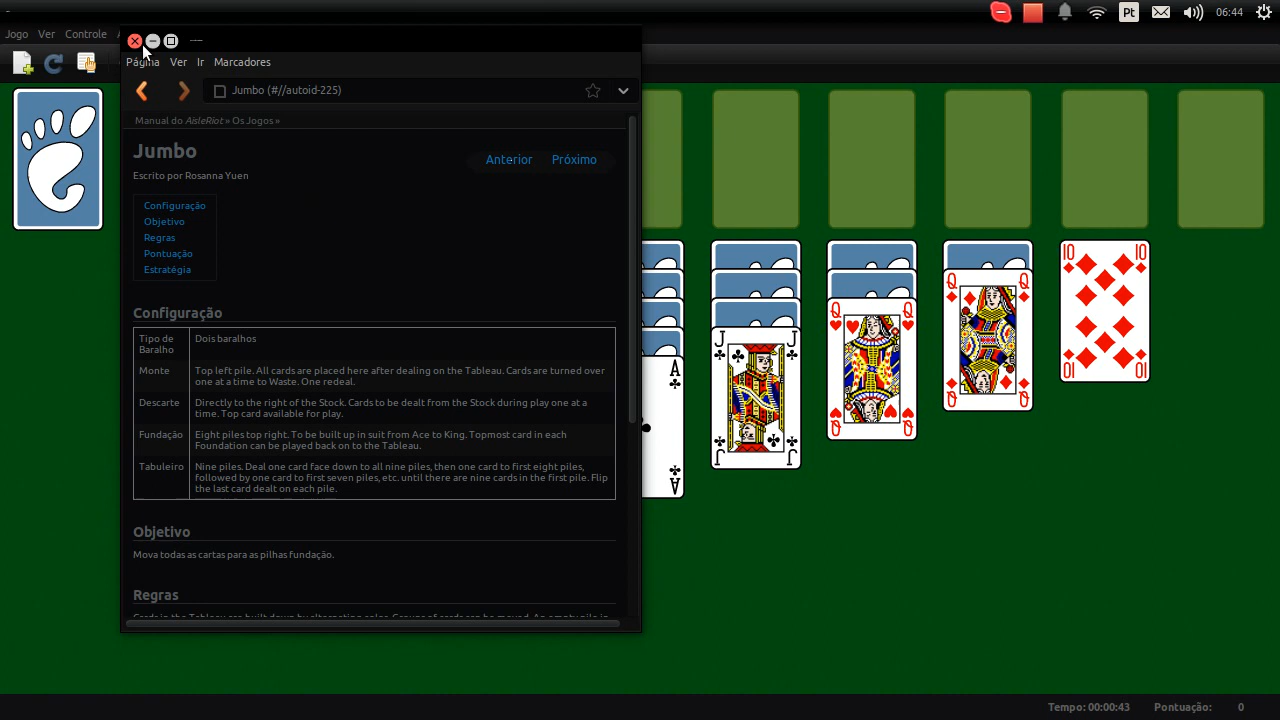 Pt
06:44
Jogo Ver Controle
Página Ver Ir Marcadores
Jumbo (#//autoid-225)
Manual do AisleRiot » Os Jogos »
Jumbo
Anterior Próximo
Escrito por Rosanna Yuen
Configuração
Objetivo
Regras
Pontuação
Estratégia
Configuração
Tipo de
Baralho
Dois baralhos
Monte
Top left pile. All cards are placed here after dealing on the Tableau. Cards are turned over
one at a time to Waste. One redeal.
Descarte
Directly to the right of the Stock. Cards to be dealt from the Stock during play one at a
time. Top card available for play.
Fundação
Eight piles top right. To be built up in suit from Ace to King. Topmost card in each
Foundation can be played back on to the Tableau.
Tabuleiro
Nine piles. Deal one card face down to all nine piles, then one card to first eight piles,
followed by one card to first seven piles, etc. until there are nine cards in the first pile. Flip
the last card dealt on each pile.
Objetivo
Mova todas as cartas para as pilhas fundação.
Regras
A
A
J J
J J
Q Q
Q Q
Q Q
Q Q
10 10
10 10
Tempo: 00:00:43 Pontuação: 0